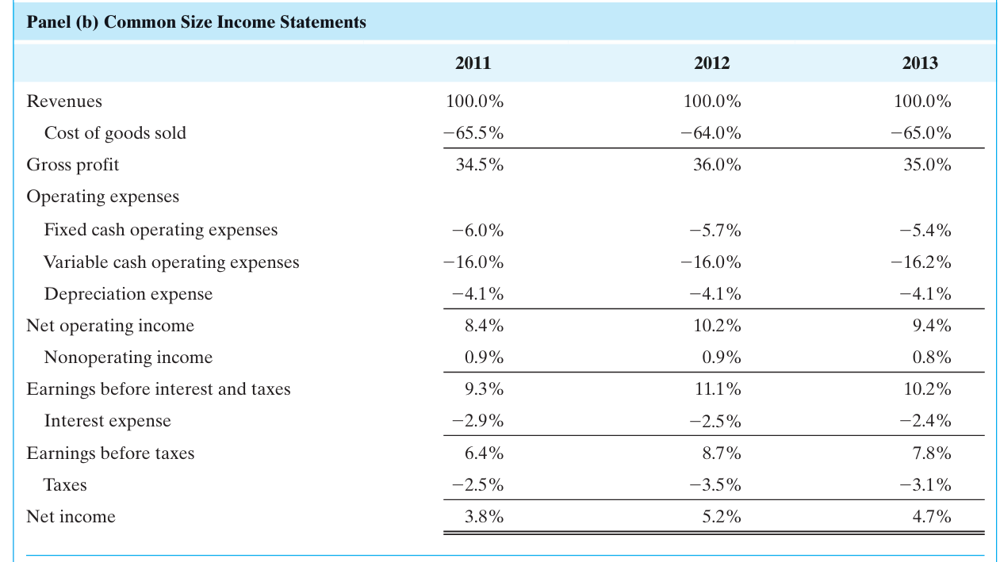 Panel (b) Common Size Income Statements
2011 2012 2013
Revenues 100.0% 100.0% 100.0%
Cost of goods sold −65.5% −64.0% −65.0%
Gross profit 34.5% 36.0% 35.0%
Operating expenses
Fixed cash operating expenses −6.0% −5.7% −5.4%
Variable cash operating expenses −16.0% −16.0% −16.2%
Depreciation expense −4.1% −4.1% −4.1%
Net operating income 8.4% 10.2% 9.4%
Nonoperating income 0.9% 0.9% 0.8%
Earnings before interest and taxes 9.3% 11.1% 10.2%
Interest expense −2.9% −2.5% −2.4%
Earnings before taxes 6.4% 8.7% 7.8%
Taxes −2.5% −3.5% −3.1%
Net income 3.8% 5.2% 4.7%